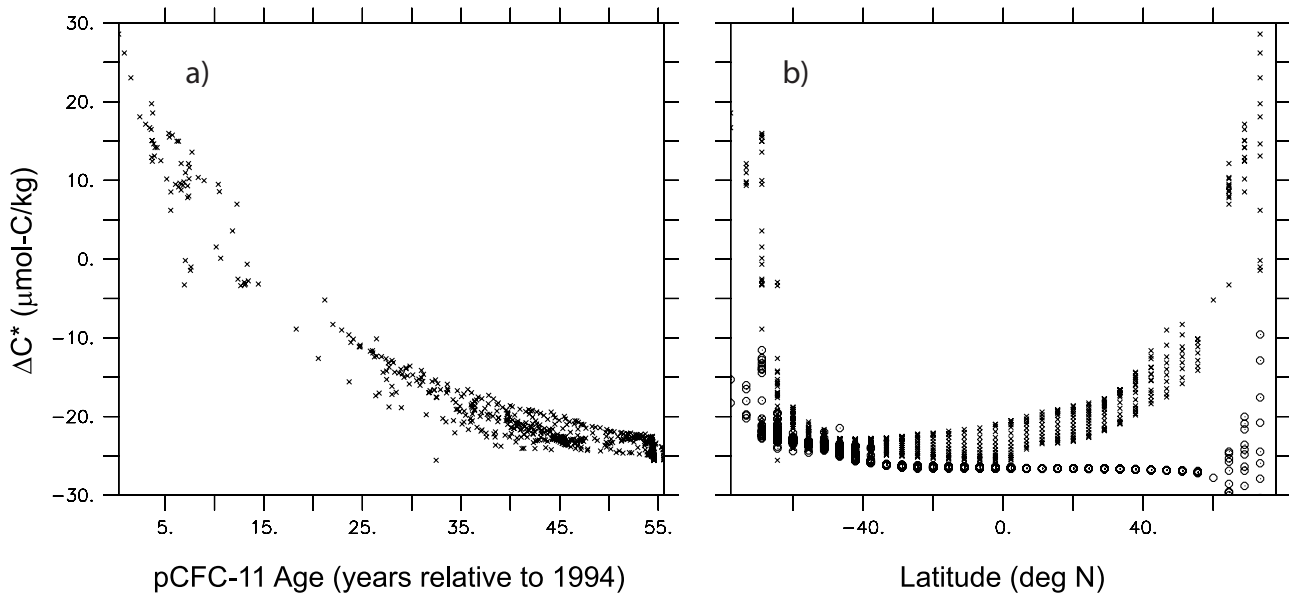 a)
b)
30.
20.
10.
0.
−10.
−20.
−30.
ΔC* (μmol-C/kg)
5. 15. 25. 35. 45. 55.
−40. 0. 40.
pCFC-11 Age (years relative to 1994)
Latitude (deg N)